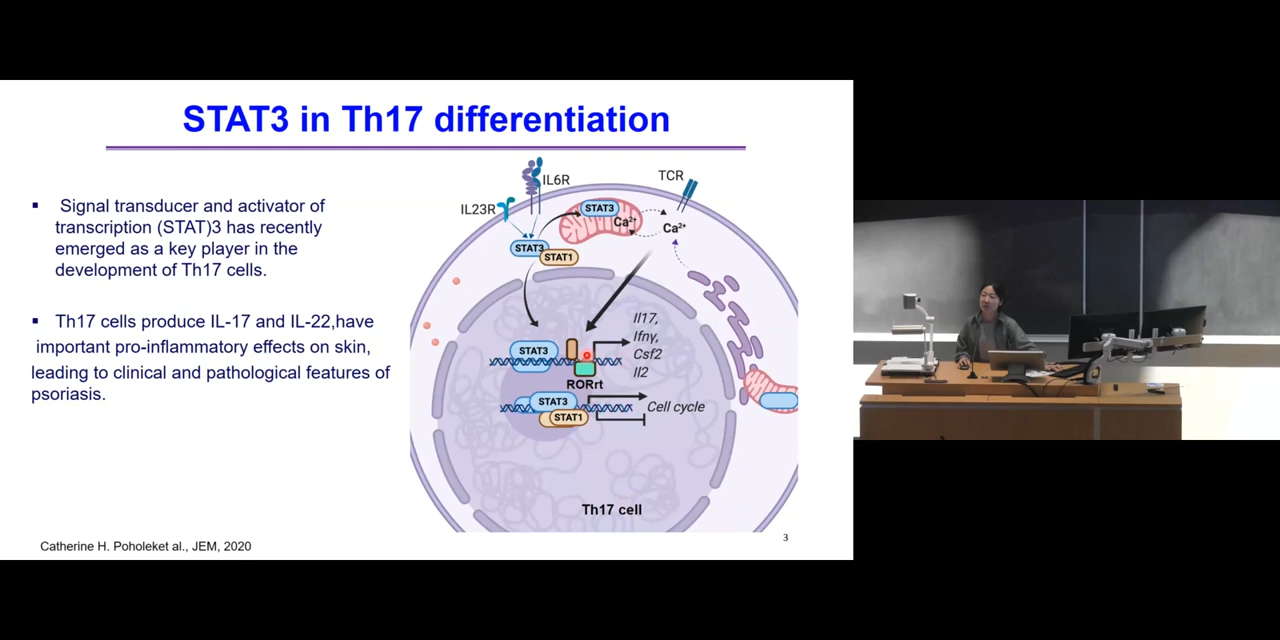 STAT3 in Th17 differentiation
▪ Signal transducer and activator of
transcription (STAT)3 has recently
emerged as a key player in the
development of Th17 cells.
▪ Th17 cells produce IL-17 and IL-22,have
important pro-inflammatory effects on skin,
leading to clinical and pathological features of
psoriasis.
IL6R
IL23R
TCR
STAT3
Ca2+
Ca2+
STAT3
STAT1
Il17,
Ifnγ,
Csf2
Il2
STAT3
RORrt
STAT3
STAT1
Cell cycle
Th17 cell
Catherine H. Poholeket al., JEM, 2020
3